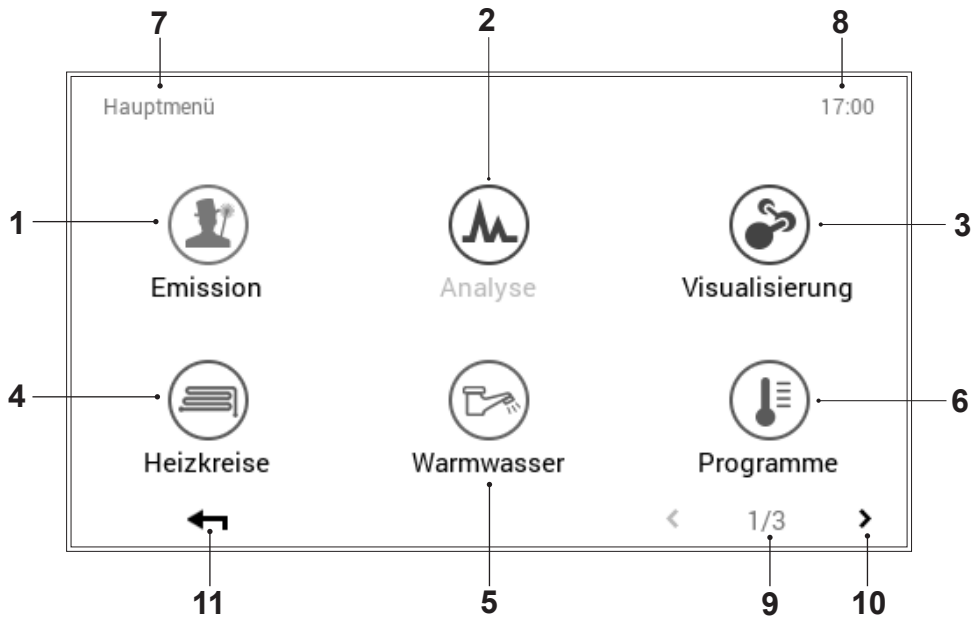 7 2 8
Hauptmenü 17:00
1 3
Emission Analyse Visualisierung
4 6
Heizkreise Warmwasser Programme
< 1/3 >
11 5 9 10